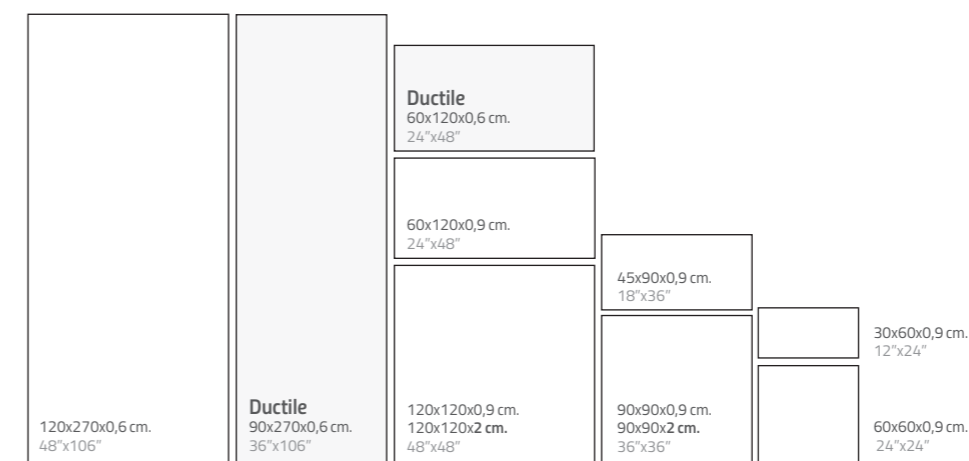 120x270x0,6 cm.
48”x106”
Ductile
90x270x0,6 cm.
36”x106”
Ductile
60x120x0,6 cm.
24”x48”
60x120x0,9 cm.
24”x48”
120x120x0,9 cm.
120x120x2 cm.
48”x48”
45x90x0,9 cm.
18”x36”
90x90x0,9 cm.
90x90x2 cm.
36”x36”
30x60x0,9 cm.
12”x24”
60x60x0,9 cm.
24”x24”